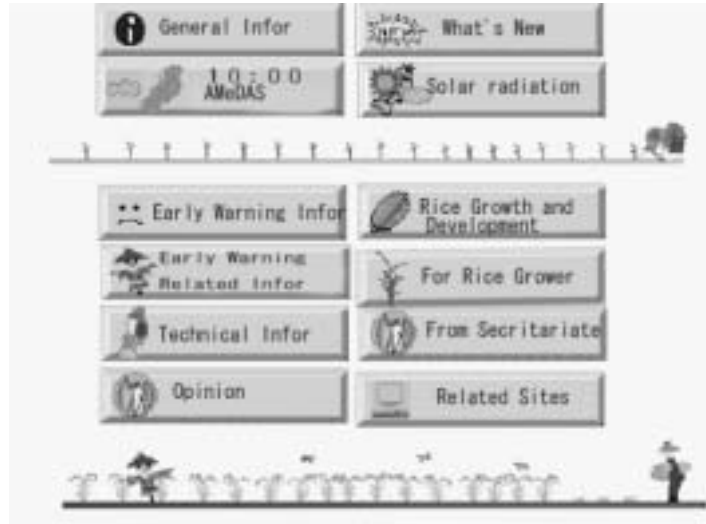 General Infor
What's New
10:00
AMeDAS
Solar radiation
Early Warning Infor
Rice Growth and
Development
Early Warning
Related Infor
For Rice Grower
Technical Infor
From Secritariate
Opinion
Related Sites